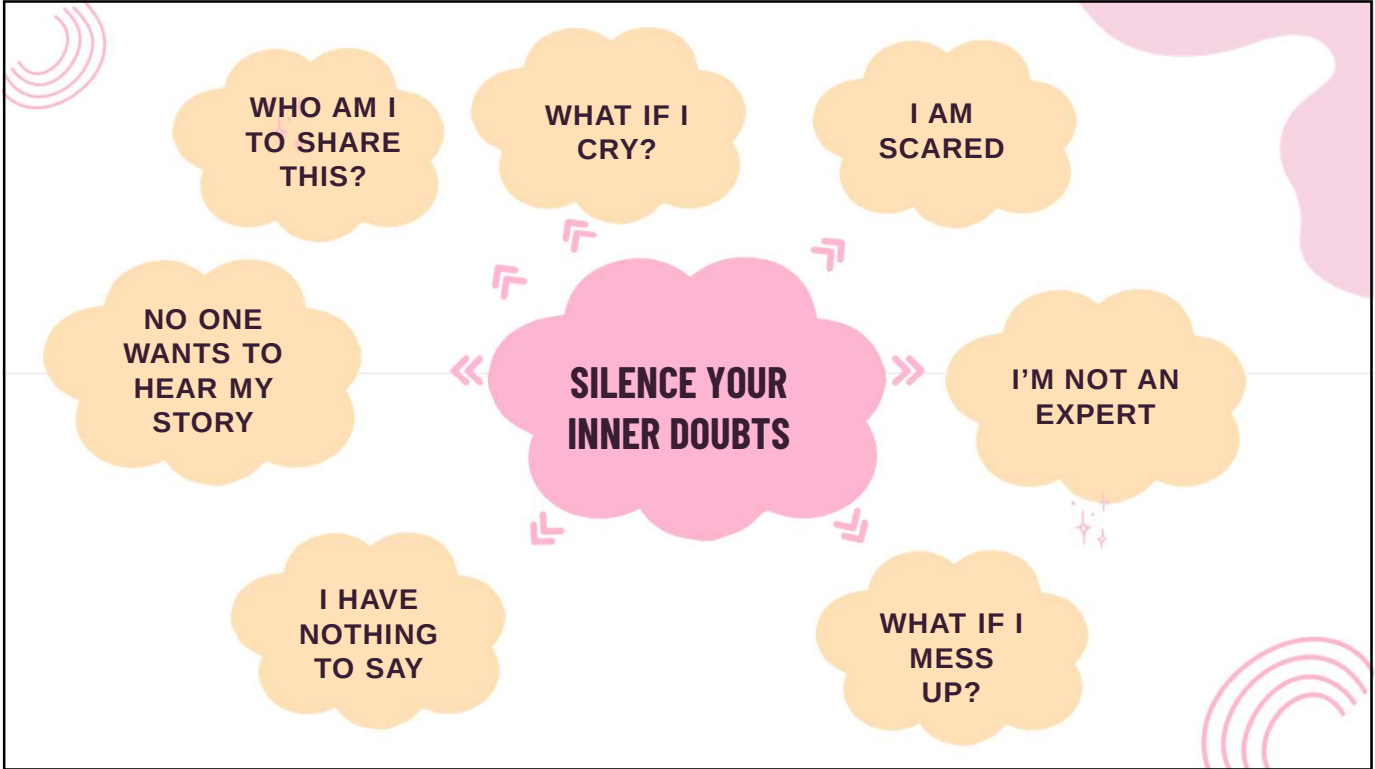 WHO AM I
TO SHARE
THIS?
WHAT IF I
CRY?
I AM
SCARED
NO ONE
WANTS TO
HEAR MY
STORY
SILENCE YOUR
INNER DOUBTS
I’M NOT AN
EXPERT
I HAVE
NOTHING
TO SAY
WHAT IF I
MESS
UP?